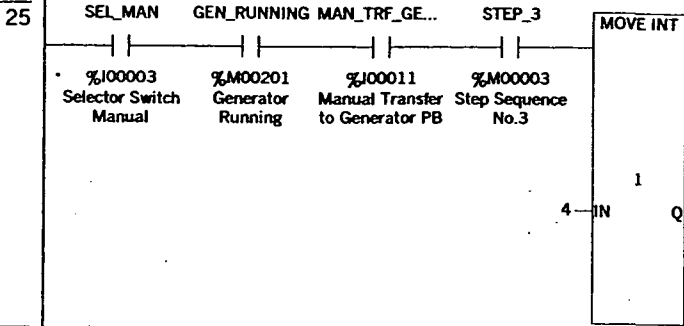 25
SEL_MAN GEN_RUNNING MAN_TRF_GE... STEP_3
MOVE INT
%I00003 %M00201 %I00011 %M00003
Selector Switch Generator Manual Transfer Step Sequence
Manual Running to Generator PB No.3
1
4 IN Q